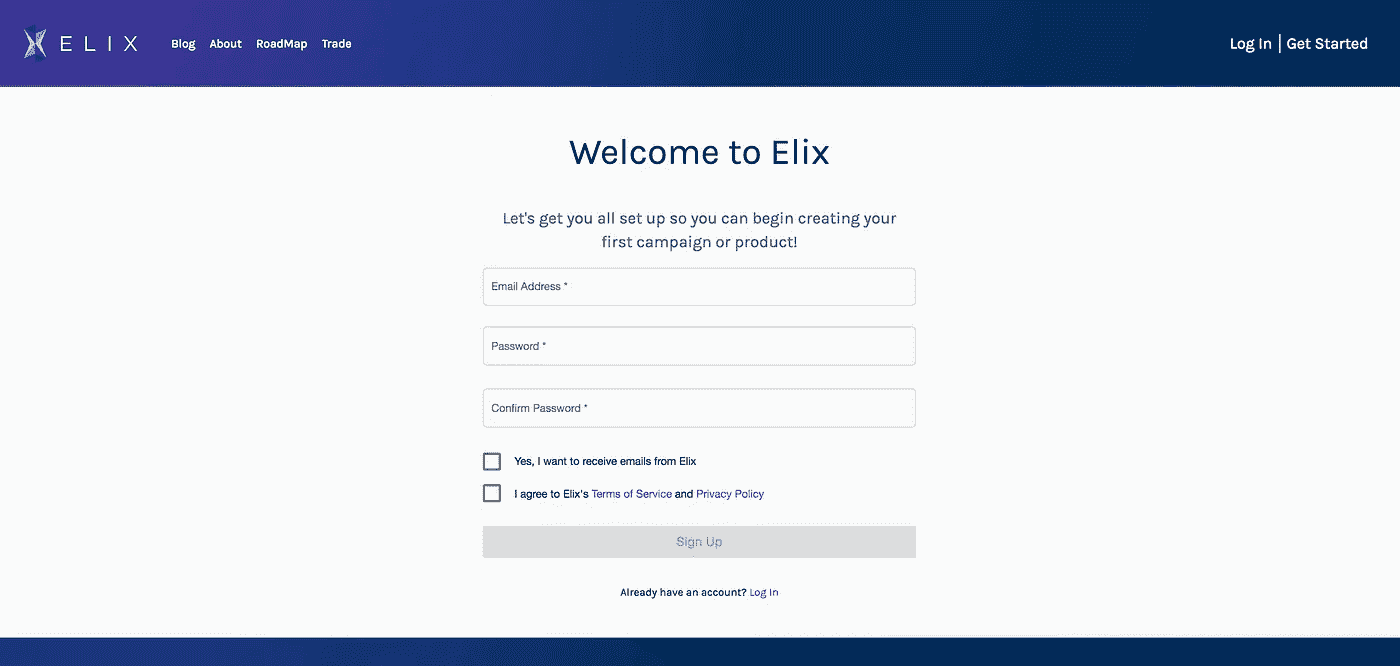 ELIX Blog About RoadMap Trade Log In | Get Started
Welcome to Elix
Let's get you all set up so you can begin creating your
first campaign or product!
Email Address *
Password *
Confirm Password *
Yes, I want to receive emails from Elix
I agree to Elix's Terms of Service and Privacy Policy
Sign Up
Already have an account? Log In